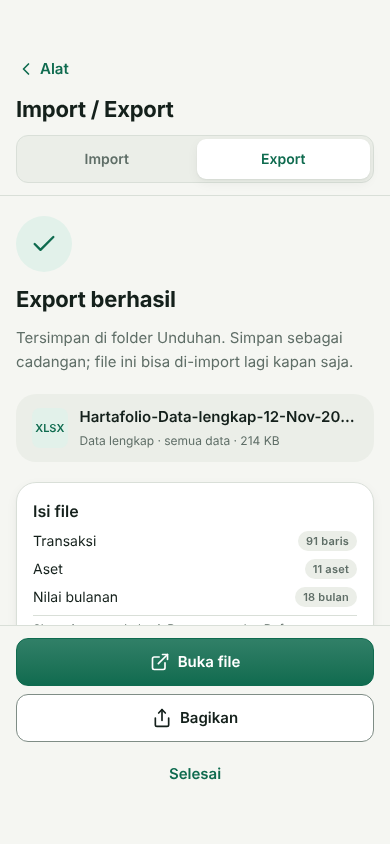 Alat
Import / Export
Import
Export
Export berhasil
Tersimpan di folder Unduhan. Simpan sebagai
cadangan; file ini bisa di-import lagi kapan saja.
XLSX
Hartafolio-Data-lengkap-12-Nov-20...
Data lengkap · semua data · 214 KB
Isi file
Transaksi
91 baris
Aset
11 aset
Nilai bulanan
18 bulan
Buka file
Bagikan
Selesai